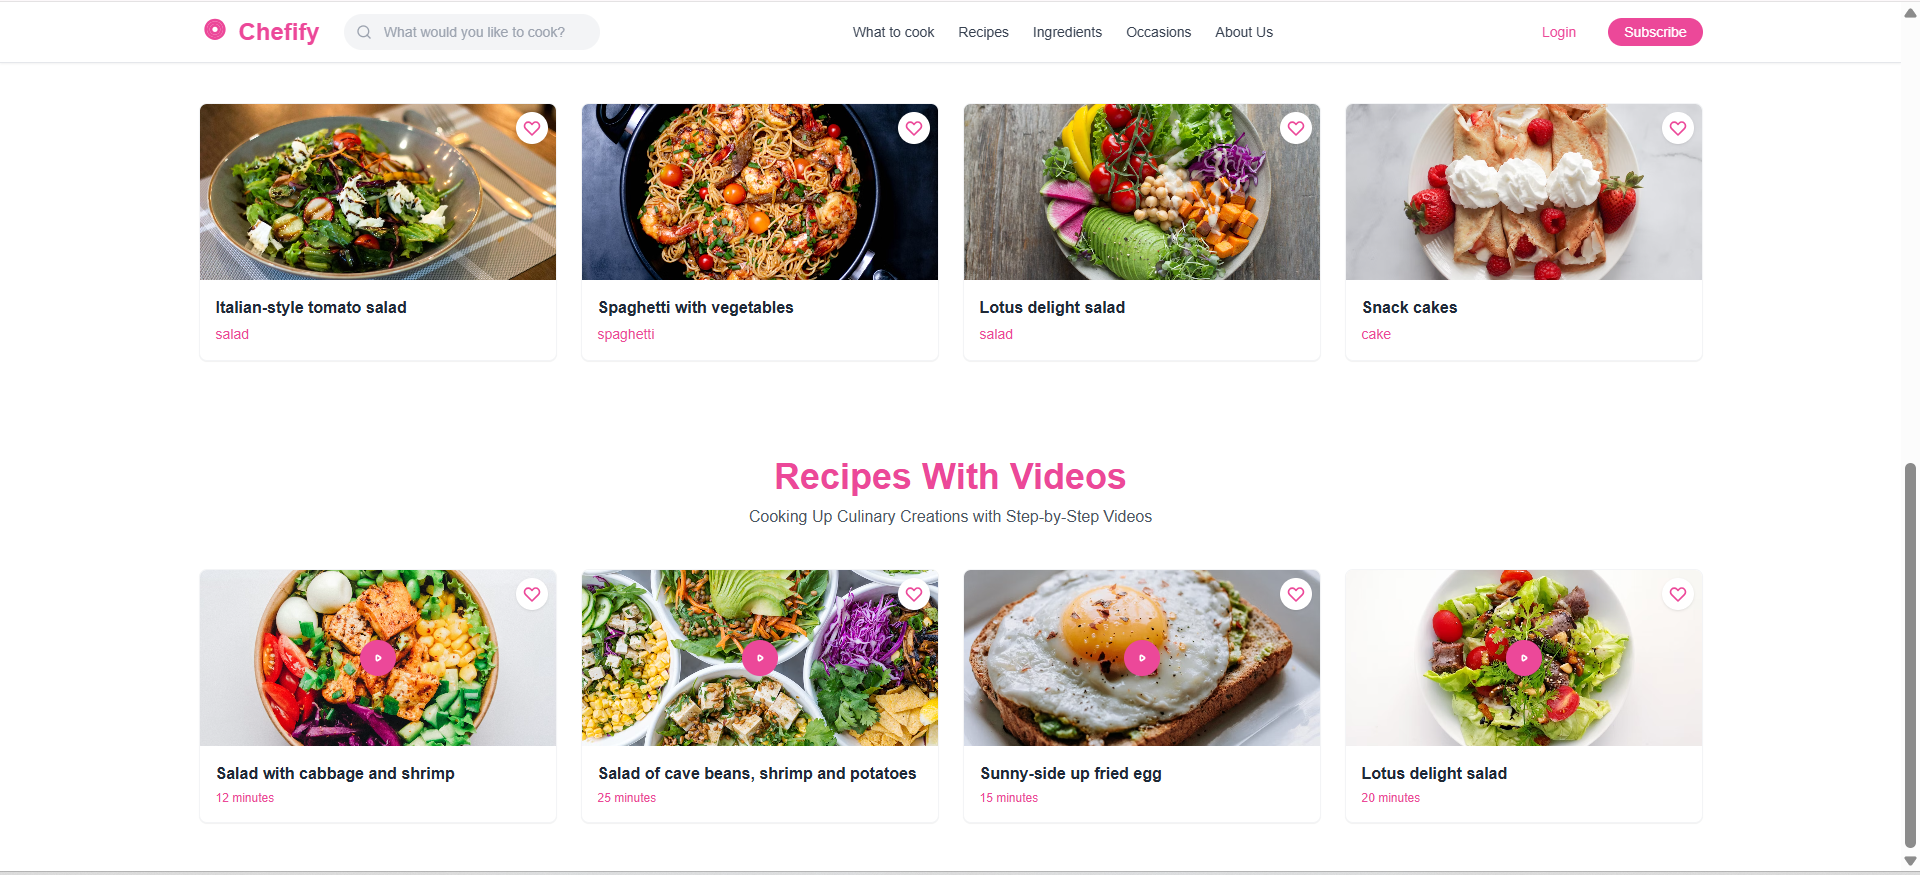 Chefify
What would you like to cook?
What to cook
Recipes
Ingredients
Occasions
About Us
Login
Subscribe
Italian-style tomato salad
salad
Spaghetti with vegetables
spaghetti
Lotus delight salad
salad
Snack cakes
cake
Recipes With Videos
Cooking Up Culinary Creations with Step-by-Step Videos
Salad with cabbage and shrimp
12 minutes
Salad of cave beans, shrimp and potatoes
25 minutes
Sunny-side up fried egg
15 minutes
Lotus delight salad
20 minutes